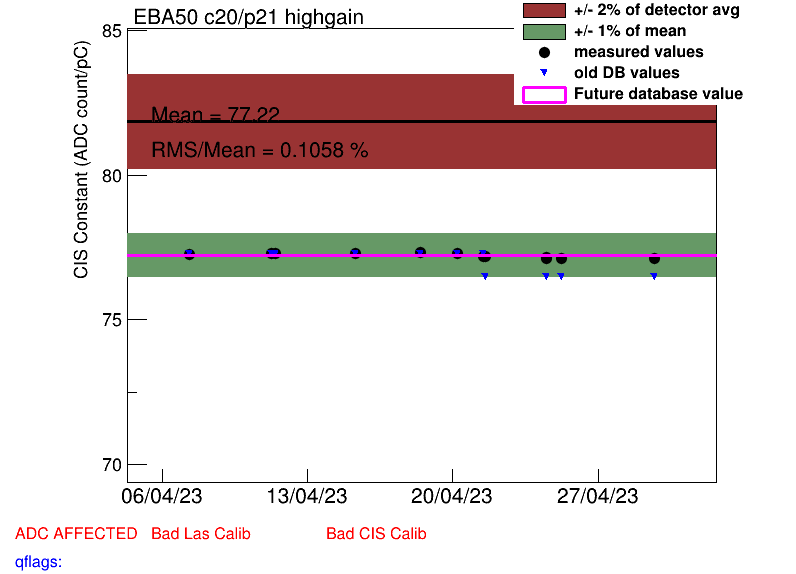 EBA50 c20/p21 highgain
+/- 2% of detector avg
+/- 1% of mean
measured values
old DB values
Future database value
CIS Constant (ADC count/pC)
85
80
75
70
Mean = 77.22
RMS/Mean = 0.1058 %
06/04/23 13/04/23 20/04/23 27/04/23
ADC AFFECTED Bad Las Calib Bad CIS Calib
qflags: